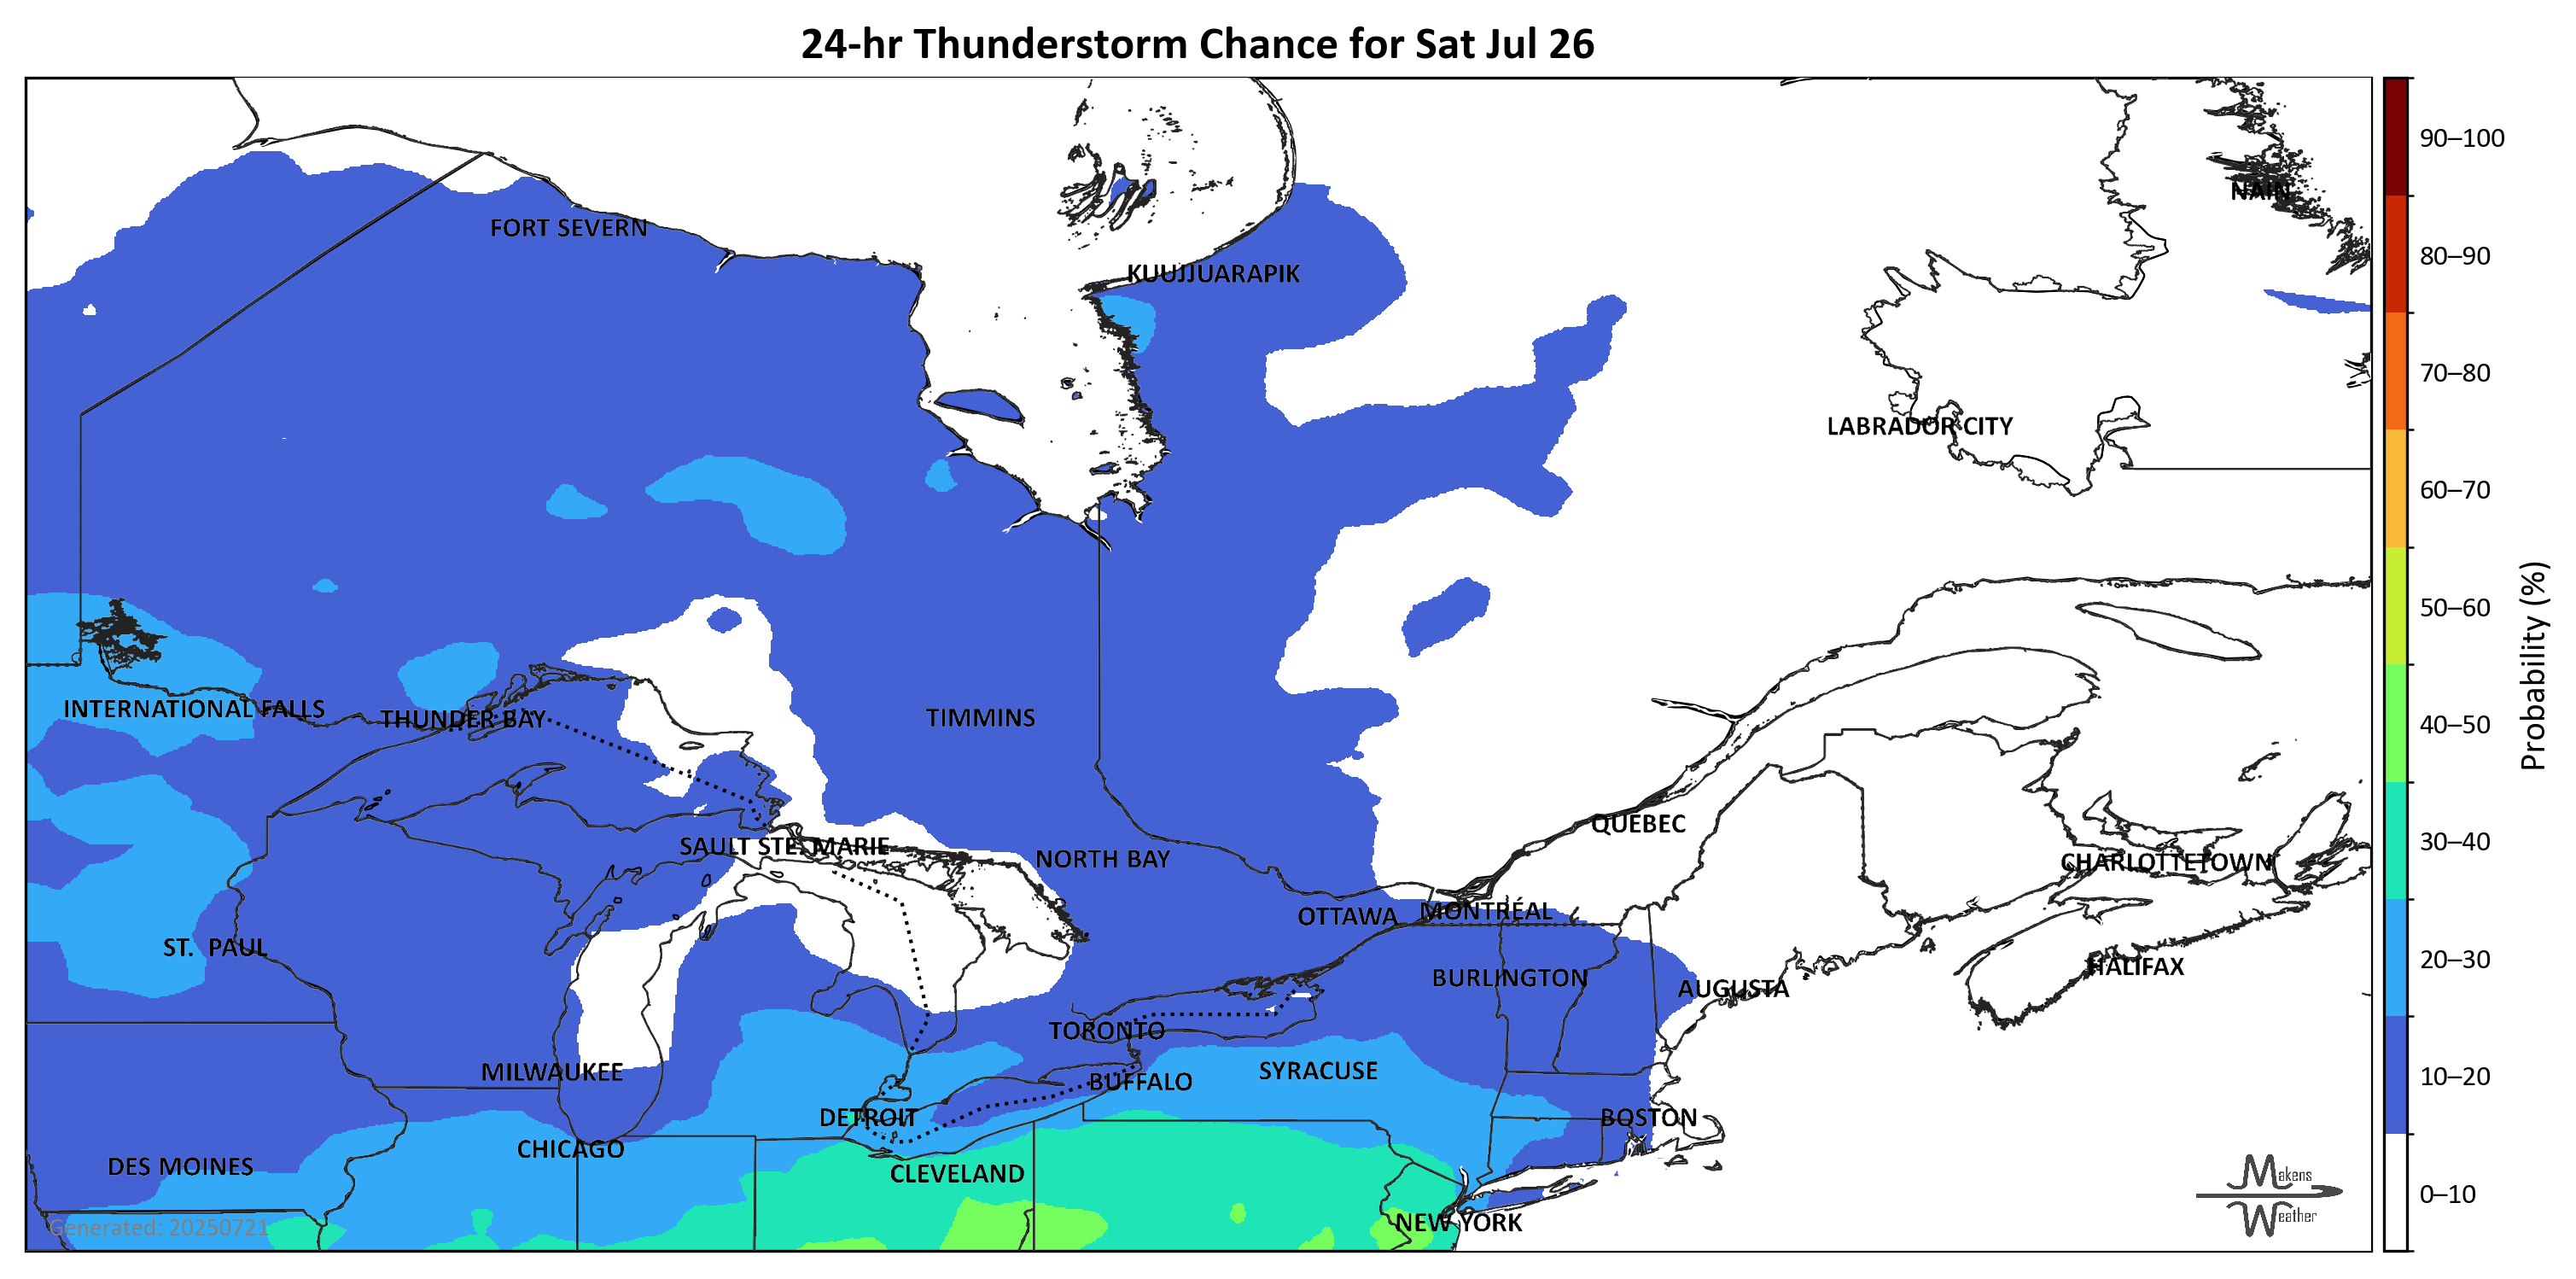 24-hr Thunderstorm Chance for Sat Jul 26
NAIN
FORT SEVERN
KUUJJUARAPIK
LABRADOR CITY
INTERNATIONAL FALLS
THUNDER BAY
TIMMINS
QUEBEC
SAULT STE. MARIE
NORTH BAY
CHARLOTTETOWN
OTTAWA
MONTRÉAL
ST. PAUL
BURLINGTON
AUGUSTA
HALIFAX
TORONTO
MILWAUKEE
BUFFALO
SYRACUSE
DETROIT
BOSTON
CHICAGO
DES MOINES
CLEVELAND
NEW YORK
Generated: 20250721
Makens
Weather
90–100
80–90
70–80
60–70
50–60
40–50
30–40
20–30
10–20
0–10
Probability (%)